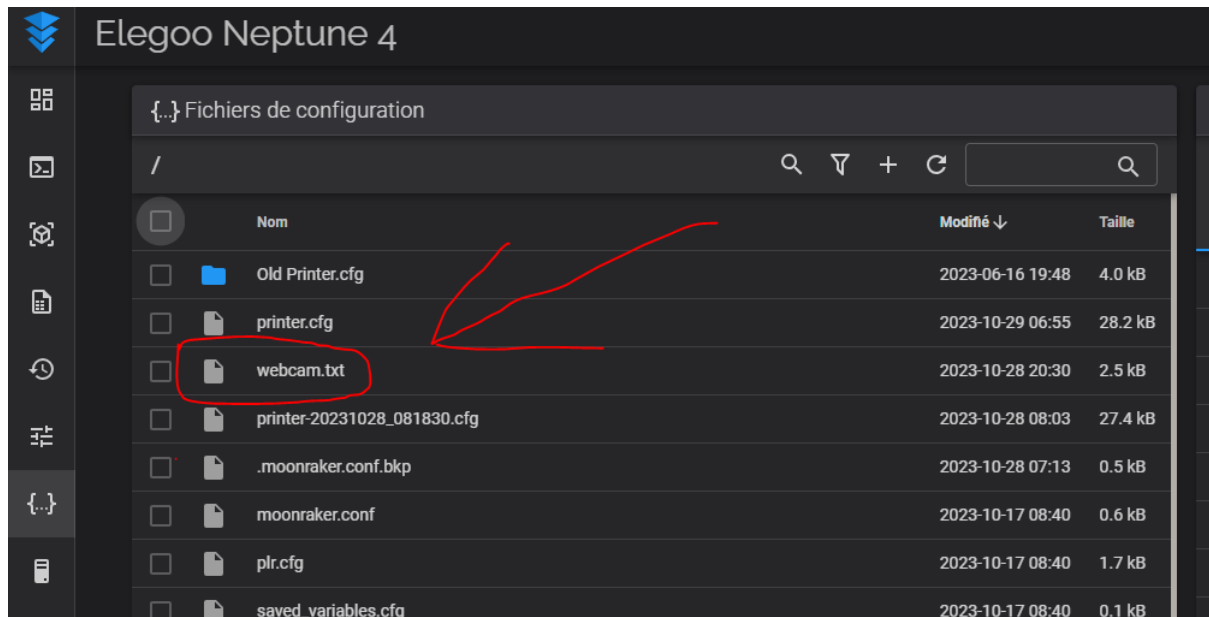 Elegoo Neptune 4
{...} Fichiers de configuration
/
Nom Modifié Taille
Old Printer.cfg 2023-06-16 19:48 4.0 kB
printer.cfg 2023-10-29 06:55 28.2 kB
webcam.txt 2023-10-28 20:30 2.5 kB
printer-20231028_081830.cfg 2023-10-28 08:03 27.4 kB
.moonraker.conf.bkp 2023-10-28 07:13 0.5 kB
moonraker.conf 2023-10-17 08:40 0.6 kB
plr.cfg 2023-10-17 08:40 1.7 kB
saved_variables.cfg 2023-10-17 08:40 0.1 kB